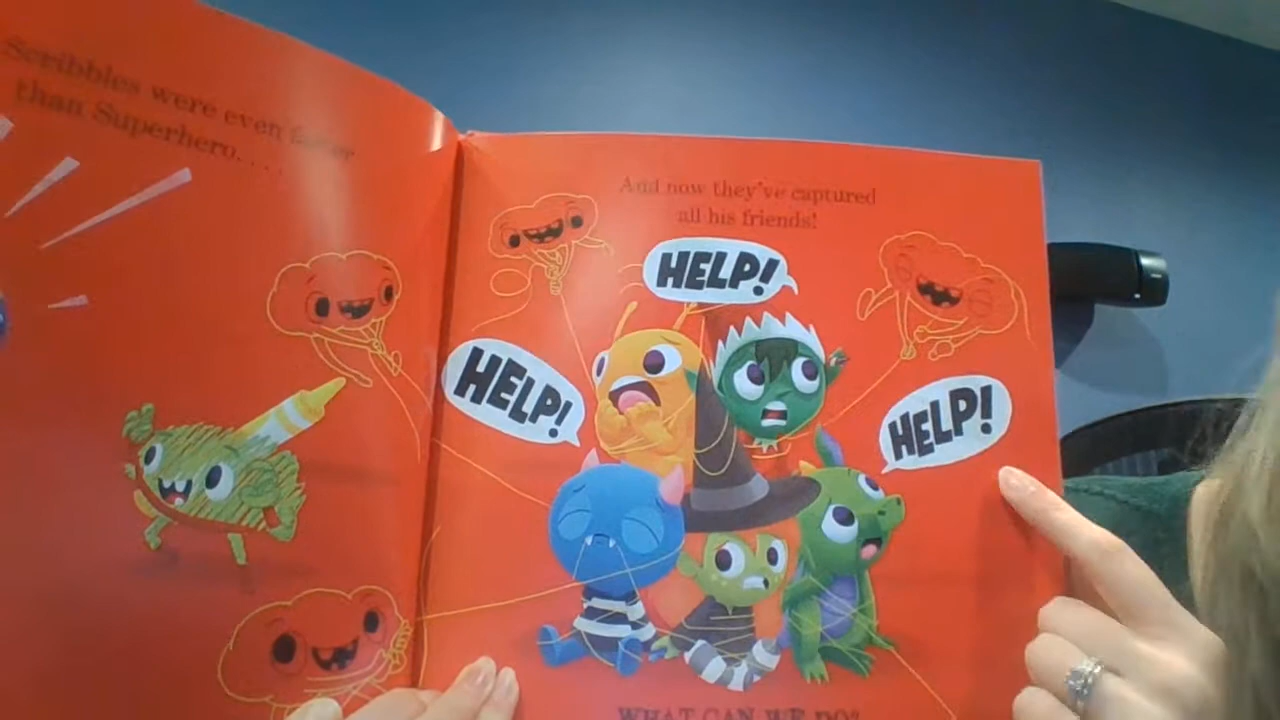 Scribbles were even faster
than Superhero. . . .
And now they've captured
all his friends!
HELP!
HELP!
HELP!
WHAT CAN WE DO?